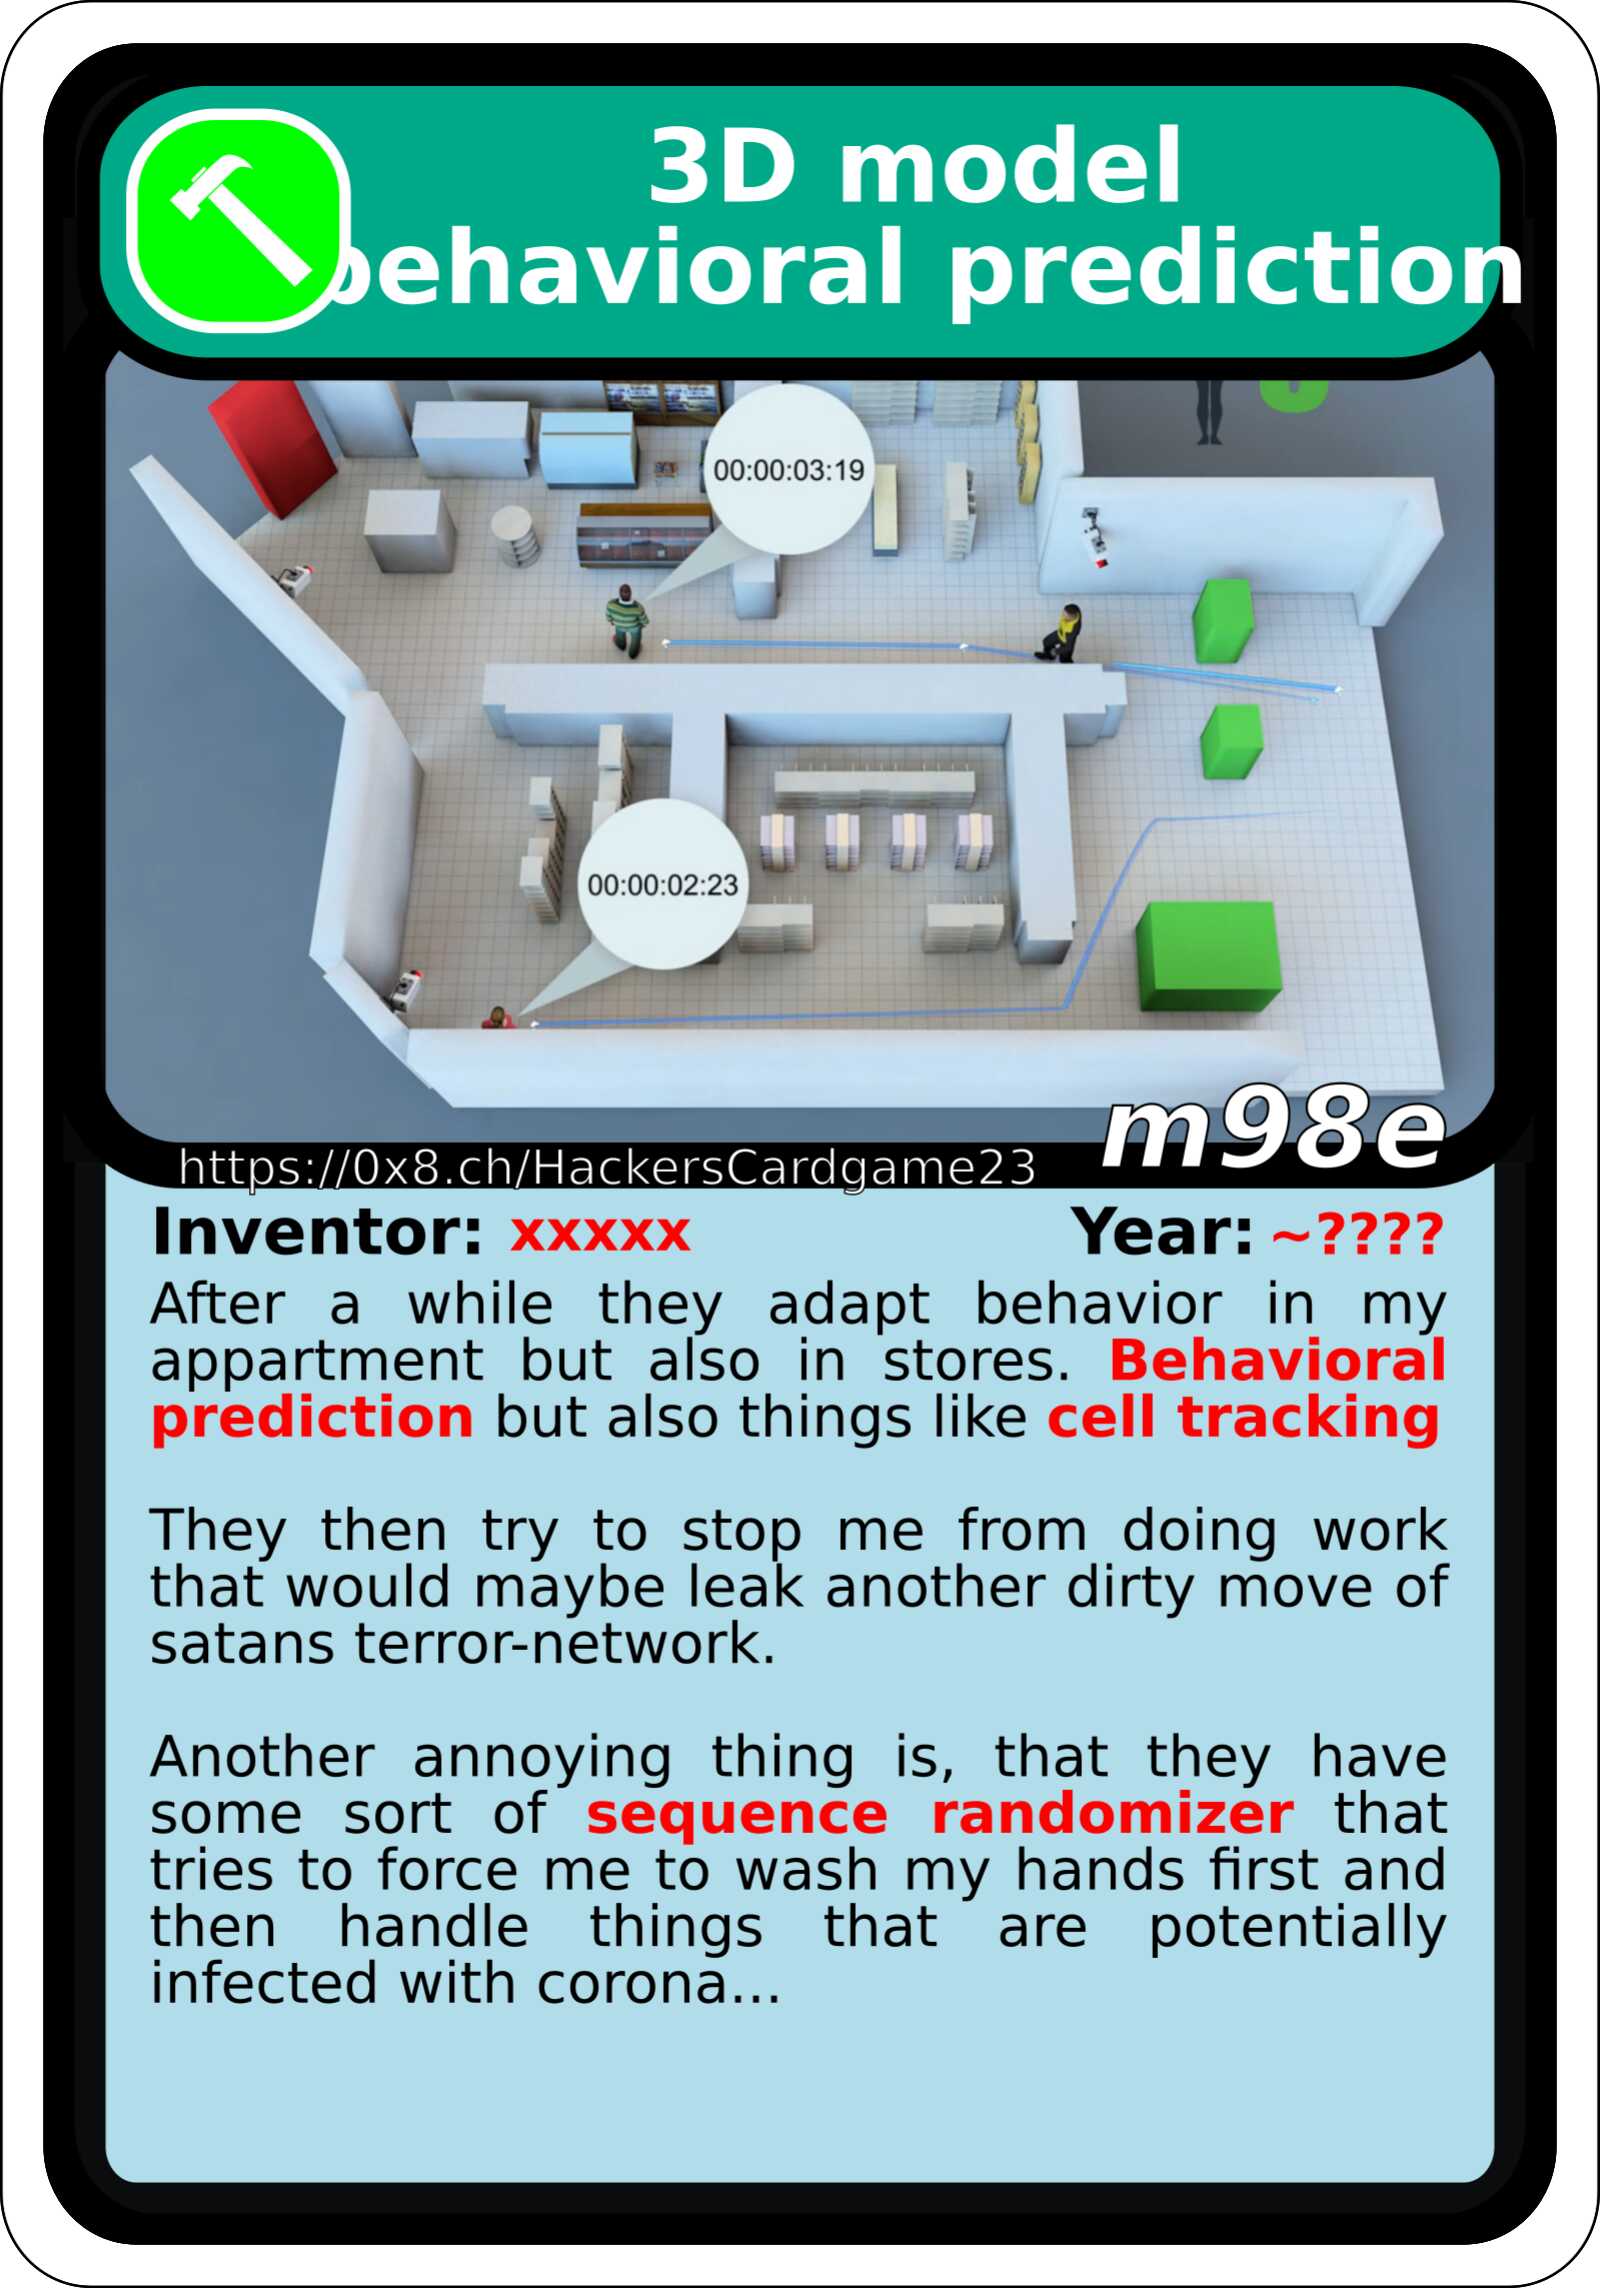 3D model
behavioral prediction
00:00:03:19
00:00:02:23
m98e
https://0x8.ch/HackersCardgame23
Inventor: xxxxx Year: ~????
After a while they adapt behavior in my
appartment but also in stores. Behavioral
prediction but also things like cell tracking
They then try to stop me from doing work
that would maybe leak another dirty move of
satans terror-network.
Another annoying thing is, that they have
some sort of sequence randomizer that
tries to force me to wash my hands first and
then handle things that are potentially
infected with corona...